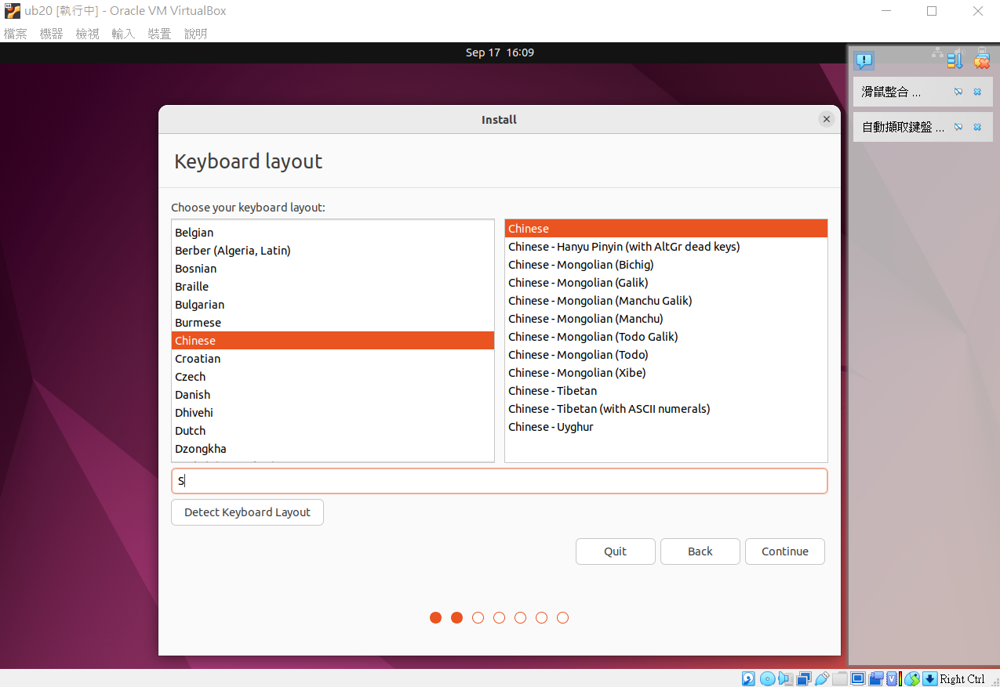 ub20 [執行中] - Oracle VM VirtualBox
檔案 機器 檢視 輸入 裝置 說明
Sep 17 16:09
滑鼠整合 ...
自動擷取鍵盤 ...
Install
Keyboard layout
Choose your keyboard layout:
Belgian
Berber (Algeria, Latin)
Bosnian
Braille
Bulgarian
Burmese
Chinese
Croatian
Czech
Danish
Dhivehi
Dutch
Dzongkha
Chinese
Chinese - Hanyu Pinyin (with AltGr dead keys)
Chinese - Mongolian (Bichig)
Chinese - Mongolian (Galik)
Chinese - Mongolian (Manchu Galik)
Chinese - Mongolian (Manchu)
Chinese - Mongolian (Todo Galik)
Chinese - Mongolian (Todo)
Chinese - Mongolian (Xibe)
Chinese - Tibetan
Chinese - Tibetan (with ASCII numerals)
Chinese - Uyghur
S
Detect Keyboard Layout
Quit Back Continue
Right Ctrl